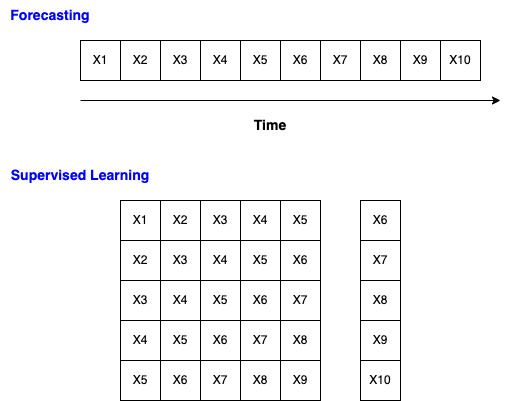 Forecasting
X1 X2 X3 X4 X5 X6 X7 X8 X9 X10
Time
Supervised Learning
X1 X2 X3 X4 X5 X6
X2 X3 X4 X5 X6 X7
X3 X4 X5 X6 X7 X8
X4 X5 X6 X7 X8 X9
X5 X6 X7 X8 X9 X10